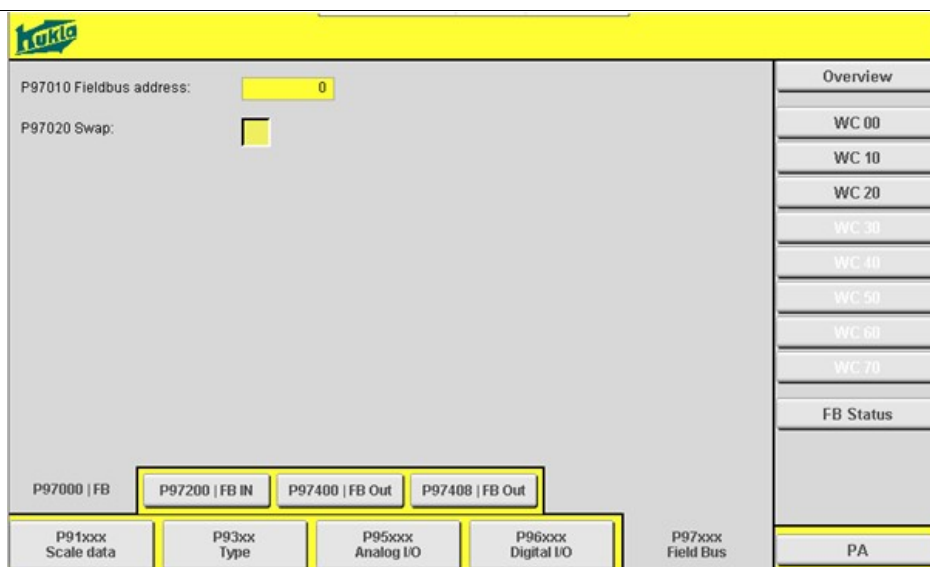 Kukla
P97010 Fieldbus address: 0
P97020 Swap:
Overview
WC 00
WC 10
WC 20
WC 30
WC 40
WC 50
WC 60
WC 70
FB Status
P97000 | FB
P97200 | FB IN
P97400 | FB Out
P97408 | FB Out
P91xxx
Scale data
P93xx
Type
P95xxx
Analog I/O
P96xxx
Digital I/O
P97xxx
Field Bus
PA